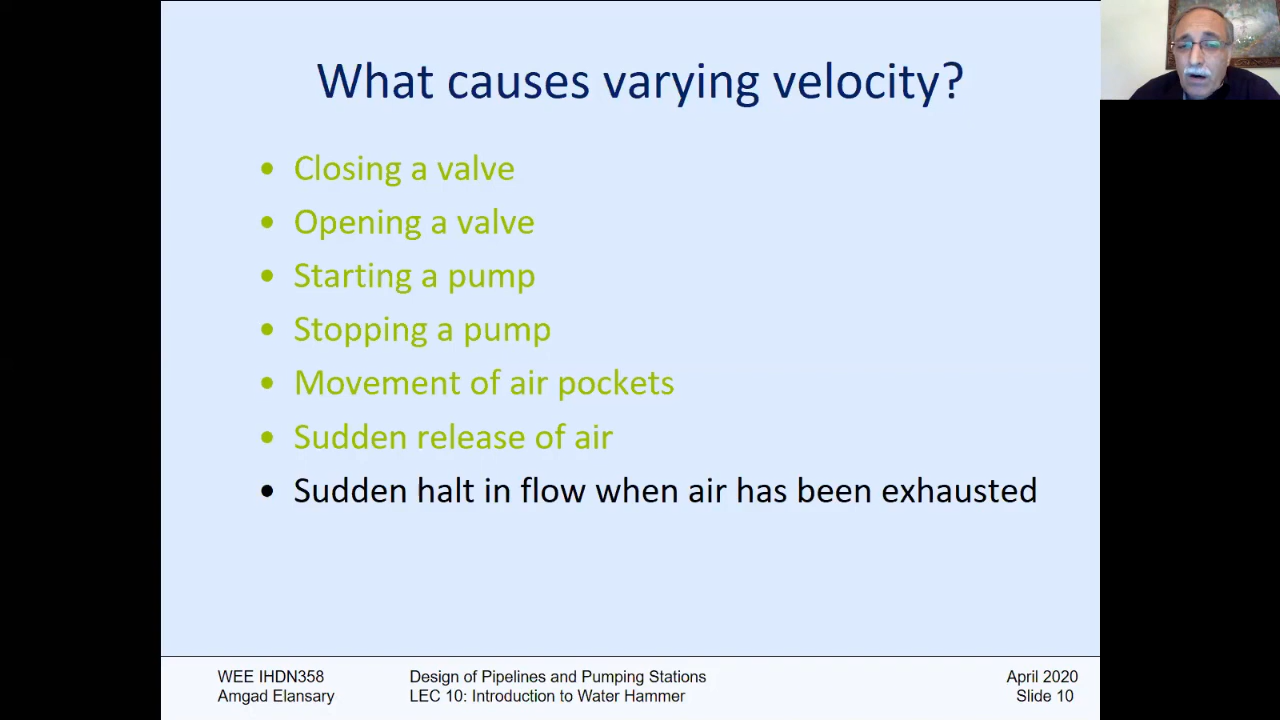 What causes varying velocity?
• Closing a valve
• Opening a valve
• Starting a pump
• Stopping a pump
• Movement of air pockets
• Sudden release of air
• Sudden halt in flow when air has been exhausted
WEE IHDN358
Amgad Elansary
Design of Pipelines and Pumping Stations
LEC 10: Introduction to Water Hammer
April 2020
Slide 10